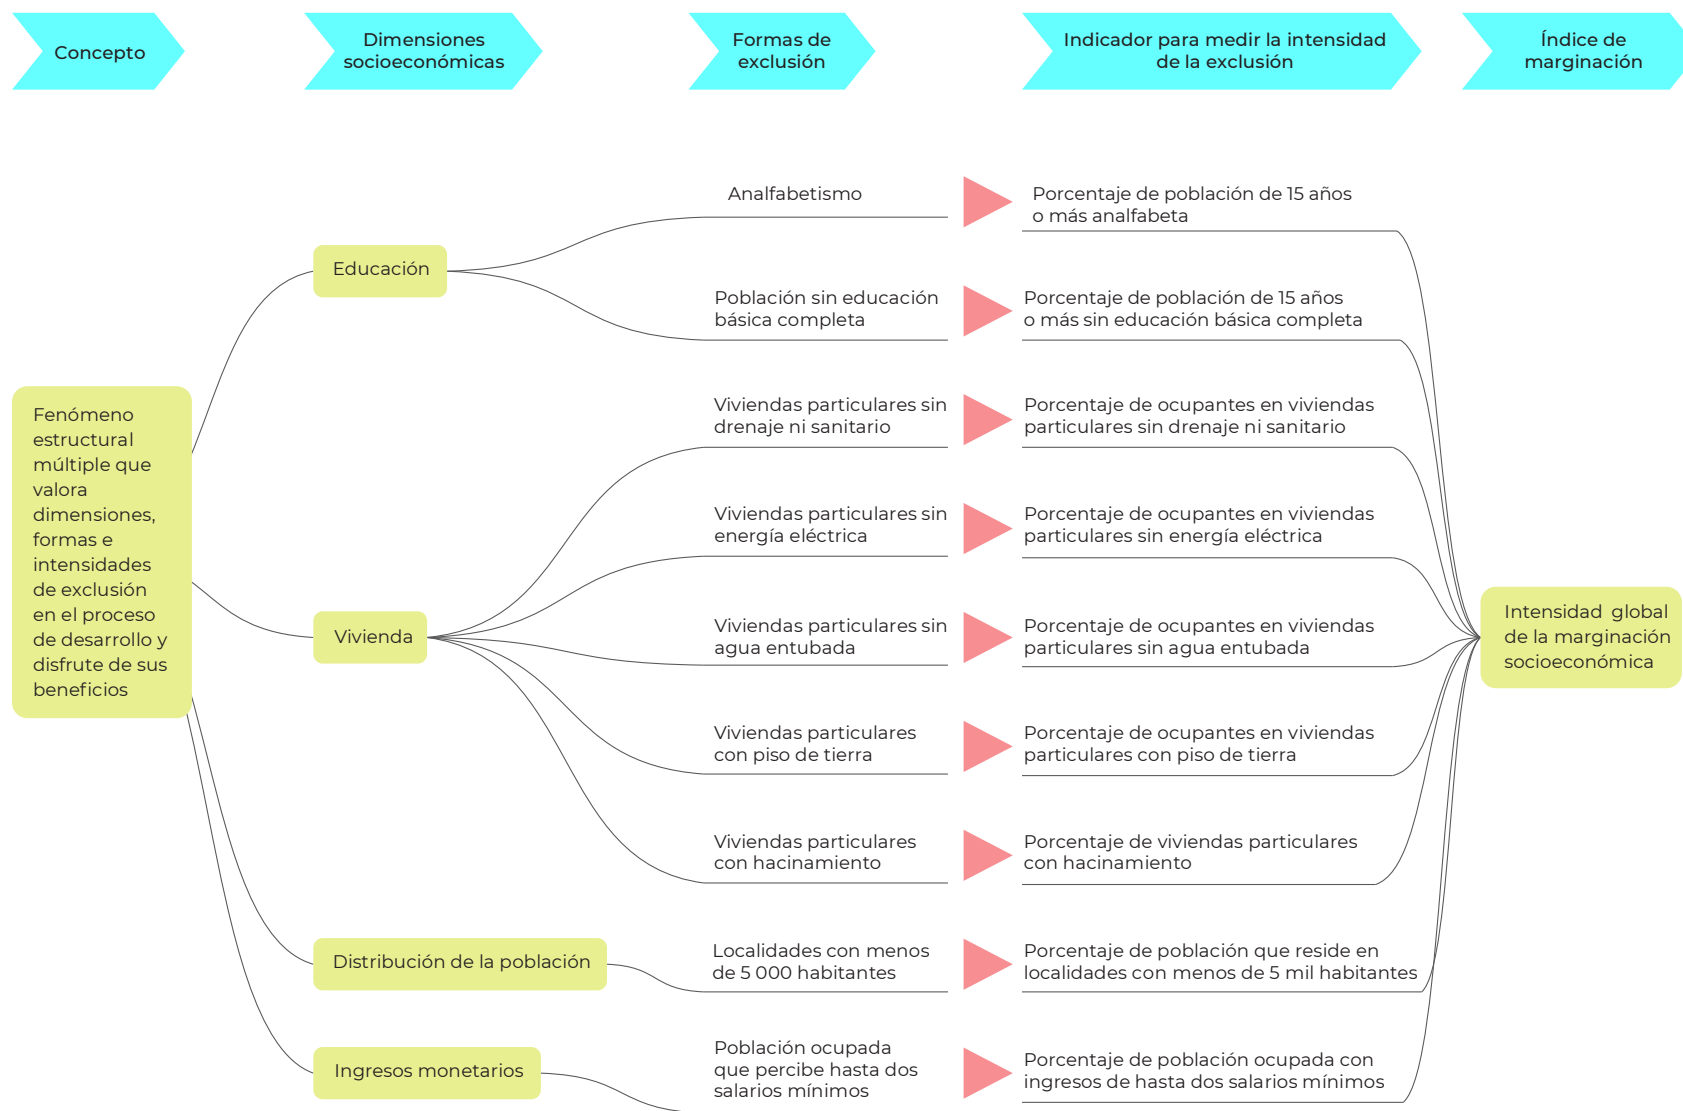 Concepto
Dimensiones
socioeconómicas
Formas de
exclusión
Indicador para medir la intensidad
de la exclusión
Índice de
marginación
Fenómeno
estructural
múltiple que
valora
dimensiones,
formas e
intensidades
de exclusión
en el proceso
de desarrollo y
disfrute de sus
beneficios
Educación
Analfabetismo
Porcentaje de población de 15 años
o más analfabeta
Población sin educación
básica completa
Porcentaje de población de 15 años
o más sin educación básica completa
Vivienda
Viviendas particulares sin
drenaje ni sanitario
Porcentaje de ocupantes en viviendas
particulares sin drenaje ni sanitario
Viviendas particulares sin
energía eléctrica
Porcentaje de ocupantes en viviendas
particulares sin energía eléctrica
Viviendas particulares sin
agua entubada
Porcentaje de ocupantes en viviendas
particulares sin agua entubada
Viviendas particulares
con piso de tierra
Porcentaje de ocupantes en viviendas
particulares con piso de tierra
Viviendas particulares
con hacinamiento
Porcentaje de viviendas particulares
con hacinamiento
Distribución de la población
Localidades con menos
de 5 000 habitantes
Porcentaje de población que reside en
localidades con menos de 5 mil habitantes
Ingresos monetarios
Población ocupada
que percibe hasta dos
salarios mínimos
Porcentaje de población ocupada con
ingresos de hasta dos salarios mínimos
Intensidad global
de la marginación
socioeconómica